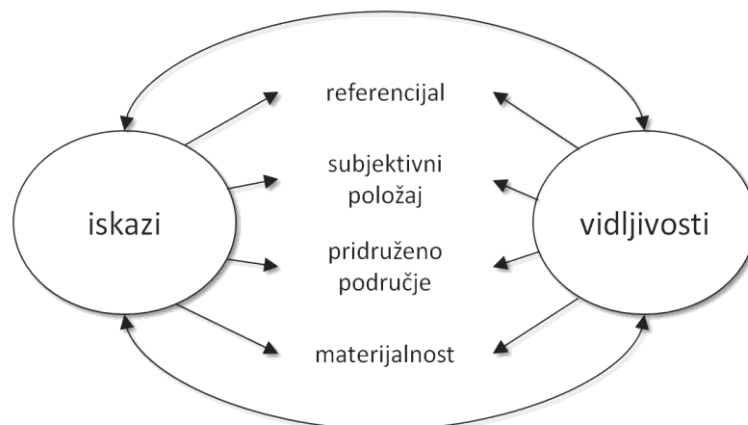 referencijal
subjektivni
položaj
iskazi
vidljivosti
pridruženo
područje
materijalnost